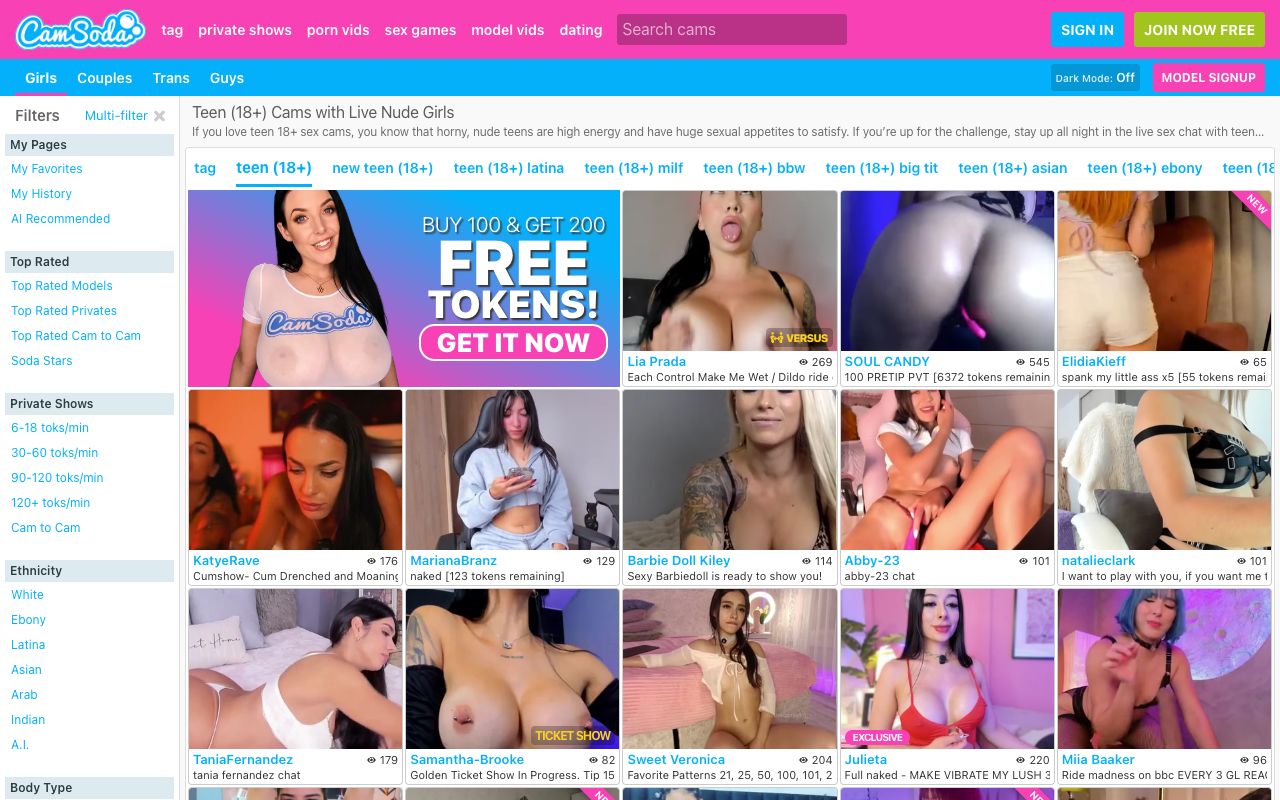 CamSoda
tag private shows porn vids sex games model vids dating Search cams SIGN IN JOIN NOW FREE
Girls Couples Trans Guys Dark Mode: Off MODEL SIGNUP
Filters Multi-filter
My Pages
My Favorites
My History
AI Recommended
Top Rated
Top Rated Models
Top Rated Privates
Top Rated Cam to Cam
Soda Stars
Private Shows
6-18 toks/min
30-60 toks/min
90-120 toks/min
120+ toks/min
Cam to Cam
Ethnicity
White
Ebony
Latina
Asian
Arab
Indian
A.I.
Body Type
Teen (18+) Cams with Live Nude Girls
If you love teen 18+ sex cams, you know that horny, nude teens are high energy and have huge sexual appetites to satisfy. If you're up for the challenge, stay up all night in the live sex chat with teen...
tag teen (18+) new teen (18+) teen (18+) latina teen (18+) milf teen (18+) bbw teen (18+) big tit teen (18+) asian teen (18+) ebony teen (18
CamSoda
BUY 100 & GET 200
FREE
TOKENS!
GET IT NOW
VERSUS
NEW
Lia Prada 269 SOUL CANDY 545 ElidiaKieff 65
Each Control Make Me Wet / Dildo ride 100 PRETIP PVT [6372 tokens remainin spank my little ass x5 [55 tokens remai
KatyeRave 176 MarianaBranz 129 Barbie Doll Kiley 114 Abby-23 101 natalieclark 101
Cumshow- Cum Drenched and Moaning naked [123 tokens remaining] Sexy Barbiedoll is ready to show you! abby-23 chat I want to play with you, if you want me t
TICKET SHOW
EXCLUSIVE
TaniaFernandez 179 Samantha-Brooke 82 Sweet Veronica 204 Julieta 220 Miia Baaker 96
tania fernandez chat Golden Ticket Show In Progress. Tip 15 Favorite Patterns 21, 25, 50, 100, 101, 2 Full naked - MAKE VIBRATE MY LUSH 3 Ride madness on bbc EVERY 3 GL REAC